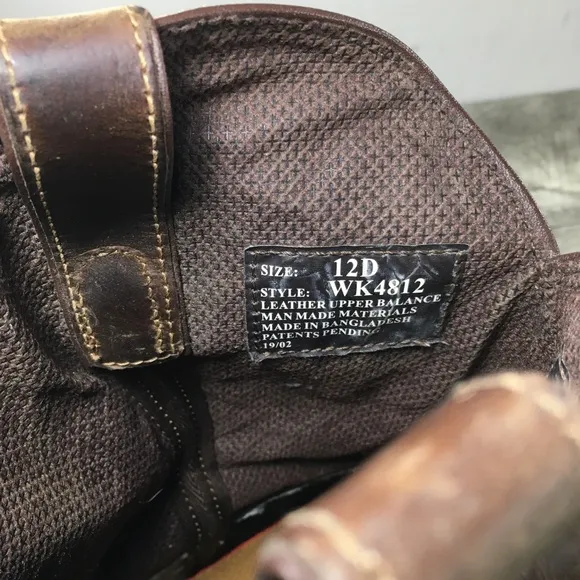 SIZE: 12D
STYLE: WK4812
LEATHER UPPER BALANCE
MAN MADE MATERIALS
MADE IN BANGLADESH
PATENTS PENDING
19/02